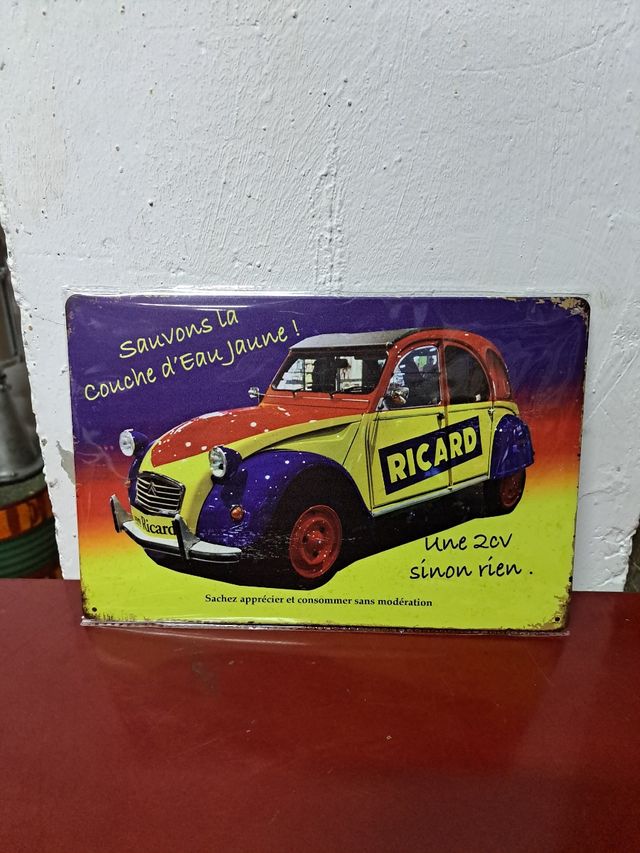 Sauvons la
couche d'Eau Jaune !
RICARD
Ricard
Une 2cv
sinon rien .
Sachez apprécier et consommer sans modération